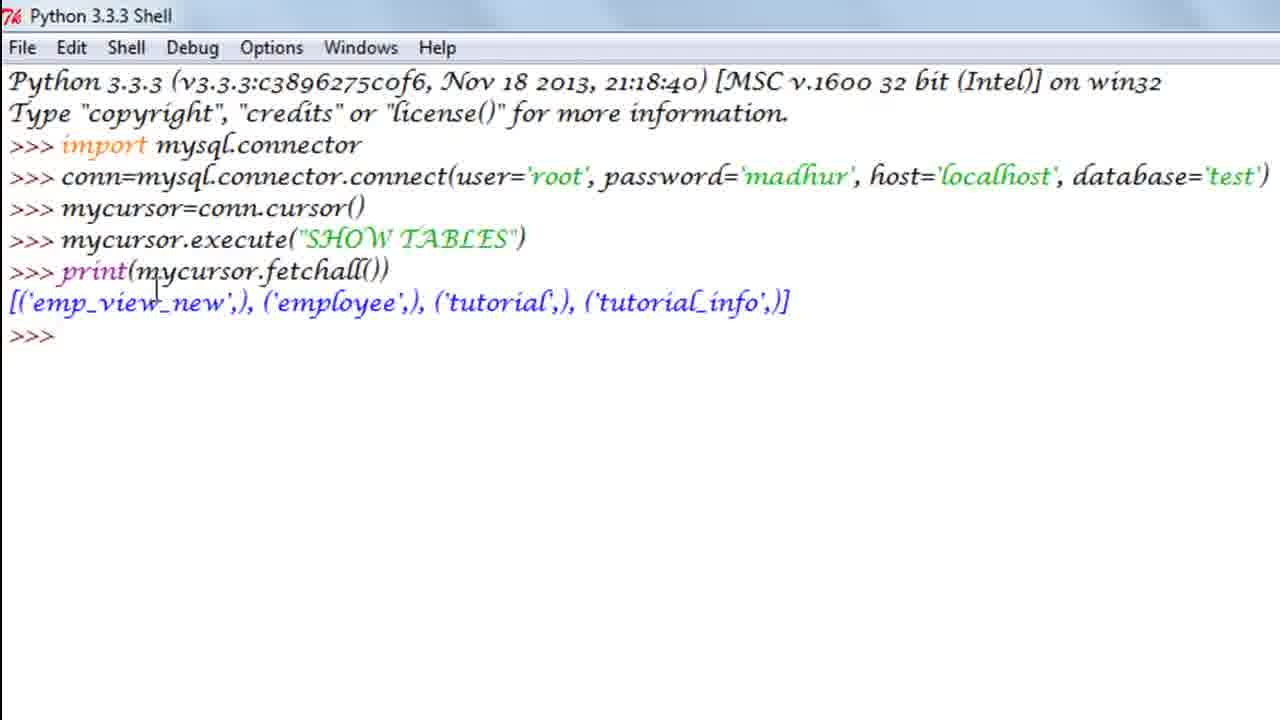 Python 3.3.3 Shell
File Edit Shell Debug Options Windows Help
Python 3.3.3 (v3.3.3:c3896275c0f6, Nov 18 2013, 21:18:40) [MSC v.1600 32 bit (Intel)] on win32
Type "copyright", "credits" or "license()" for more information.
>>> import mysql.connector
>>> conn=mysql.connector.connect(user='root', password='madhur', host='localhost', database='test')
>>> mycursor=conn.cursor()
>>> mycursor.execute("SHOW TABLES")
>>> print(mycursor.fetchall())
[('emp_view_new',), ('employee',), ('tutorial',), ('tutorial_info',)]
>>>